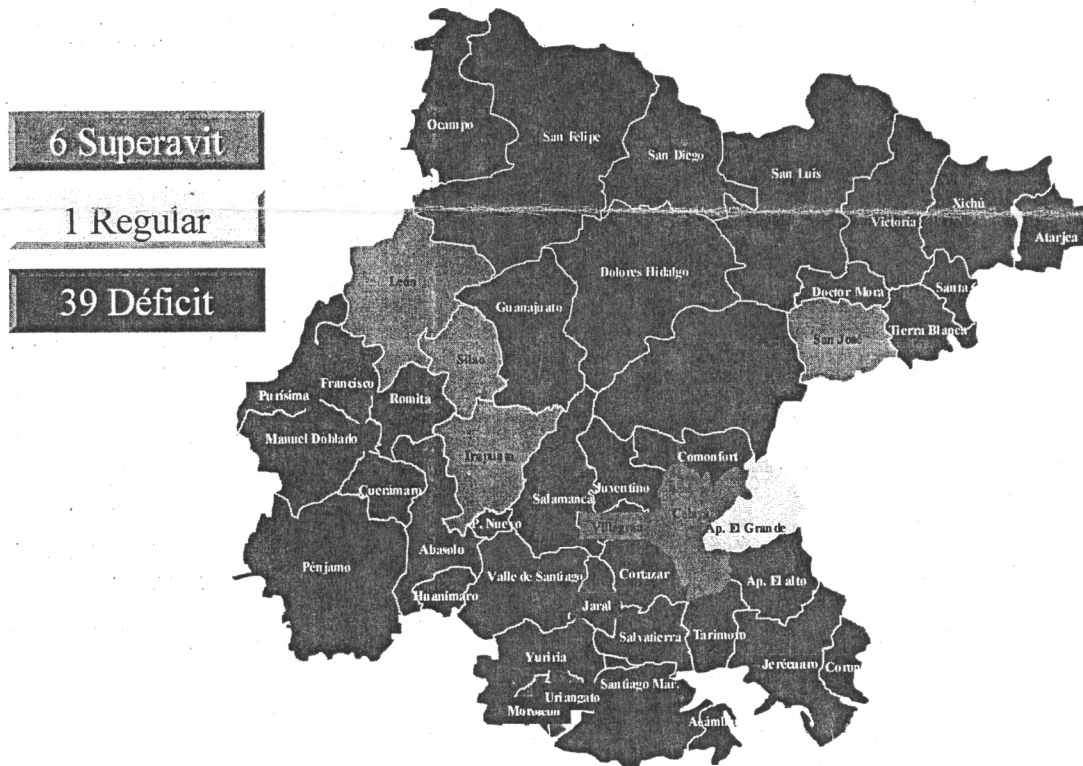 6 Superavit
1 Regular
39 Déficit
Ocampo
San Felipe
San Diego
San Luis
Victoria
Xichú
Atarjea
León
Dolores Hidalgo
Guanajuato
Doctor Mora
Santa
San José
Tierra Blanca
Silao
Francisco
Purísima
Romita
Manuel Doblado
Irapuato
Comonfort
Cuerámaro
Salamanca
Juventino
Celaya
Villagrán
Ap. El Grande
P. Nuevo
Abasolo
Pénjamo
Valle de Santiago
Cortazar
Ap. El alto
Huanímaro
Jaral
Salvatierra
Tarimoro
Yuriria
Jerécuaro
Coron
Santiago Mar.
Uriangato
Moroleón
Acámba